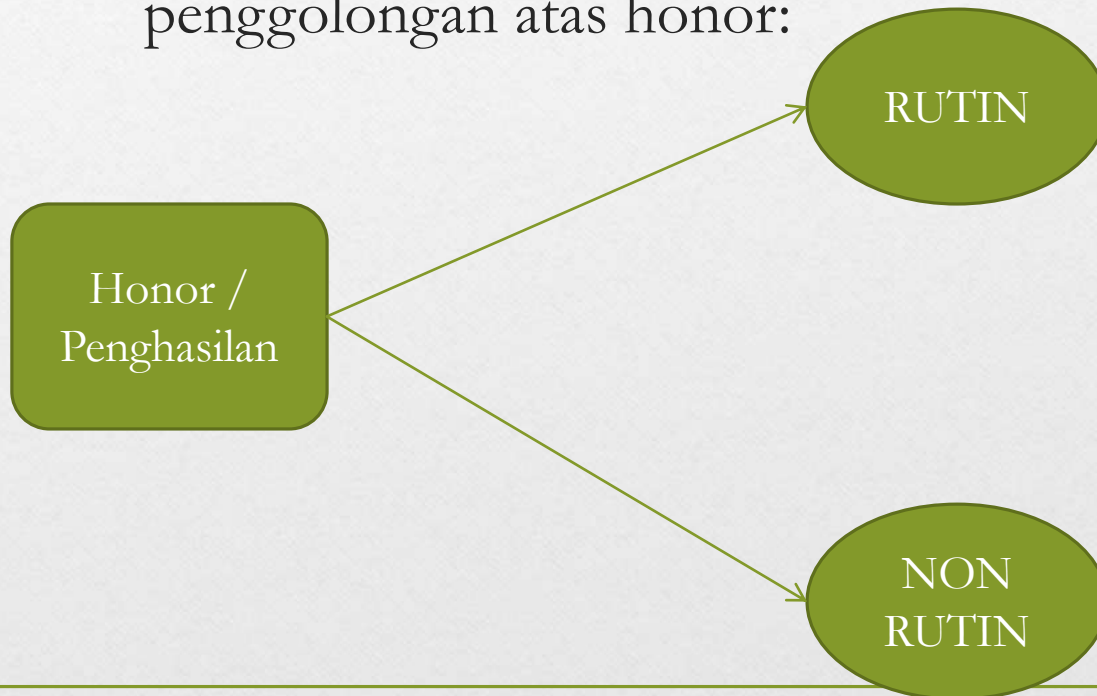 penggolongan atas honor:
RUTIN
Honor /
Penghasilan
NON
RUTIN